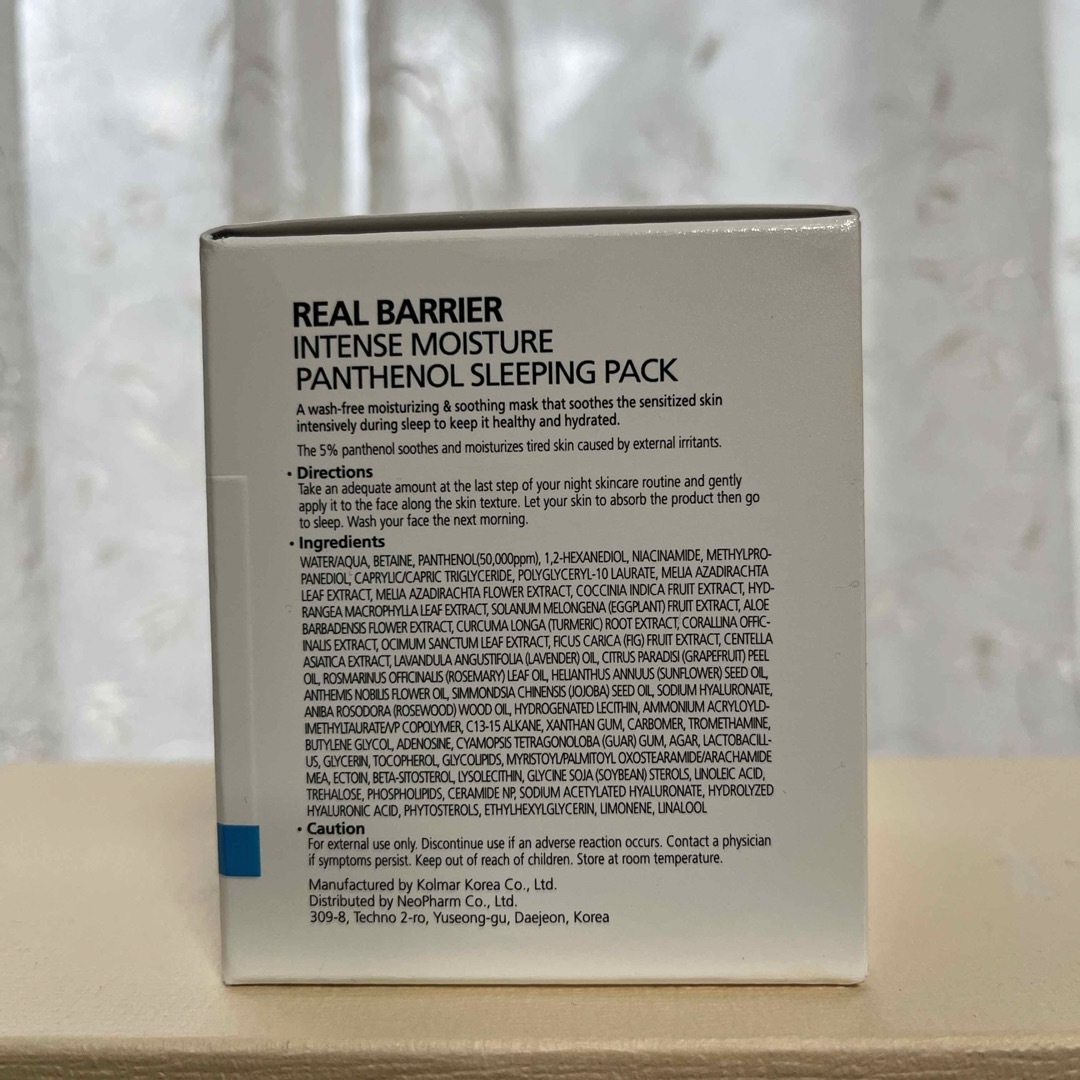 REAL BARRIER
INTENSE MOISTURE
PANTHENOL SLEEPING PACK
A wash-free moisturizing & soothing mask that soothes the sensitized skin
intensively during sleep to keep it healthy and hydrated.
The 5% panthenol soothes and moisturizes tired skin caused by external irritants.
• Directions
Take an adequate amount at the last step of your night skincare routine and gently
apply it to the face along the skin texture. Let your skin to absorb the product then go
to sleep. Wash your face the next morning.
• Ingredients
WATER/AQUA, BETAINE, PANTHENOL(50,000ppm), 1,2-HEXANEDIOL, NIACINAMIDE, METHYLPRO-
PANEDIOL, CAPRYLIC/CAPRIC TRIGLYCERIDE, POLYGLYCERYL-10 LAURATE, MELIA AZADIRACHTA
LEAF EXTRACT, MELIA AZADIRACHTA FLOWER EXTRACT, COCCINIA INDICA FRUIT EXTRACT, HYD-
RANGEA MACROPHYLLA LEAF EXTRACT, SOLANUM MELONGENA (EGGPLANT) FRUIT EXTRACT, ALOE
BARBADENSIS FLOWER EXTRACT, CURCUMA LONGA (TURMERIC) ROOT EXTRACT, CORALLINA OFFIC-
INALIS EXTRACT, OCIMUM SANCTUM LEAF EXTRACT, FICUS CARICA (FIG) FRUIT EXTRACT, CENTELLA
ASIATICA EXTRACT, LAVANDULA ANGUSTIFOLIA (LAVENDER) OIL, CITRUS PARADISI (GRAPEFRUIT) PEEL
OIL, ROSMARINUS OFFICINALIS (ROSEMARY) LEAF OIL, HELIANTHUS ANNUUS (SUNFLOWER) SEED OIL,
ANTHEMIS NOBILIS FLOWER OIL, SIMMONDSIA CHINENSIS (JOJOBA) SEED OIL, SODIUM HYALURONATE,
ANIBA ROSODORA (ROSEWOOD) WOOD OIL, HYDROGENATED LECITHIN, AMMONIUM ACRYLOYLD-
IMETHYLTAURATE/VP COPOLYMER, C13-15 ALKANE, XANTHAN GUM, CARBOMER, TROMETHAMINE,
BUTYLENE GLYCOL, ADENOSINE, CYAMOPSIS TETRAGONOLOBA (GUAR) GUM, AGAR, LACTOBACILL-
US, GLYCERIN, TOCOPHEROL, GLYCOLIPIDS, MYRISTOYL/PALMITOYL OXOSTEARAMIDE/ARACHAMIDE
MEA, ECTOIN, BETA-SITOSTEROL, LYSOLECITHIN, GLYCINE SOJA (SOYBEAN) STEROLS, LINOLEIC ACID,
TREHALOSE, PHOSPHOLIPIDS, CERAMIDE NP, SODIUM ACETYLATED HYALURONATE, HYDROLYZED
HYALURONIC ACID, PHYTOSTEROLS, ETHYLHEXYLGLYCERIN, LIMONENE, LINALOOL
• Caution
For external use only. Discontinue use if an adverse reaction occurs. Contact a physician
if symptoms persist. Keep out of reach of children. Store at room temperature.
Manufactured by Kolmar Korea Co., Ltd.
Distributed by NeoPharm Co., Ltd.
309-8, Techno 2-ro, Yuseong-gu, Daejeon, Korea